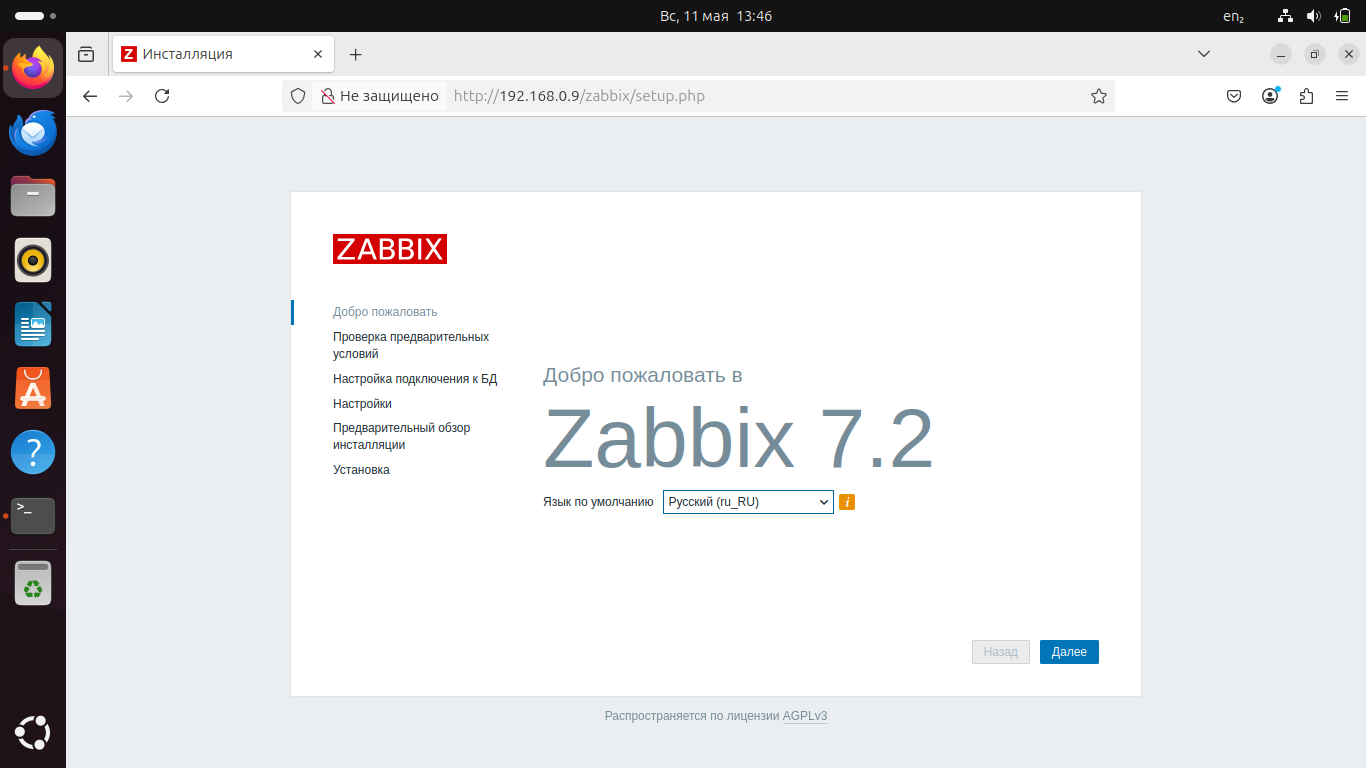 Вс, 11 мая 13:46
en₂
Z Инсталляция
Не защищено http://192.168.0.9/zabbix/setup.php
ZABBIX
Добро пожаловать
Проверка предварительных
условий
Настройка подключения к БД
Настройки
Предварительный обзор
инсталляции
Установка
Добро пожаловать в
Zabbix 7.2
Язык по умолчанию Русский (ru_RU) i
Назад Далее
Распространяется по лицензии AGPLv3
A
?
>_